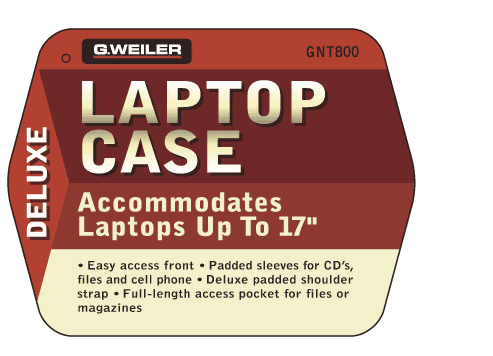 G.WEILER
GNT800
LAPTOP
CASE
DELUXE
Accommodates
Laptops Up To 17"
• Easy access front • Padded sleeves for CD's,
files and cell phone • Deluxe padded shoulder
strap • Full-length access pocket for files or
magazines